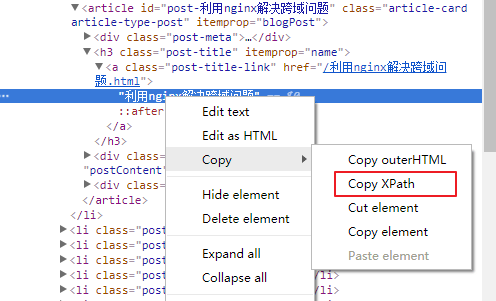 ▼<article id="post-利用nginx解决跨域问题" class="article-card
article-type-post" itemprop="blogPost">
▶<div class="post-meta">…</div>
▼<h3 class="post-title" itemprop="name">
▼<a class="post-title-link" href="/利用nginx解决跨域问
题.html">
… "利用nginx解决跨域问题" == $0
::after
</a>
</h3>
▶<div class="post
"postContent"
▶<div class="pos
</article>
</li>
▶<li class="post
▶<li class="post
▶<li class="post
▶<li class="post
Edit text
Edit as HTML
Copy
Hide element
Delete element
Expand all
Collapse all
Copy outerHTML
Copy XPath
Cut element
Copy element
Paste element
</li>